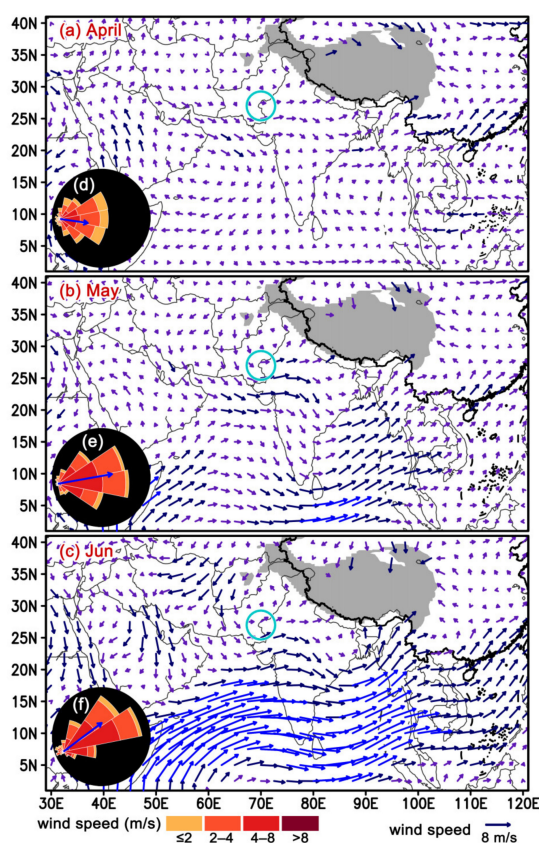 (a) April
40N
35N
30N
25N
20N
15N
10N
5N
(d)
(b) May
40N
35N
30N
25N
20N
15N
10N
5N
(e)
(c) Jun
40N
35N
30N
25N
20N
15N
10N
5N
(f)
30E 40E 50E 60E 70E 80E 90E 100E 110E 120E
wind speed (m/s) wind speed
≤2 2–4 4–8 >8 8 m/s